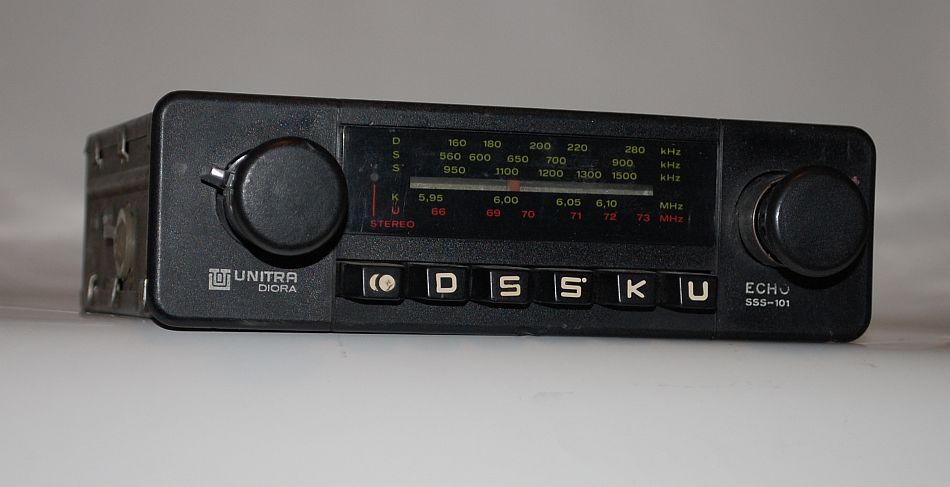 D 160 180 200 220 280 kHz
S 560 600 650 700 900 kHz
S· 950 1100 1200 1300 1500 kHz
K 5,95 6,00 6,05 6,10 MHz
U 66 69 70 71 72 73 MHz
STEREO
D S S· K U
UNITRA
DIORA
ECHO
SSS-101